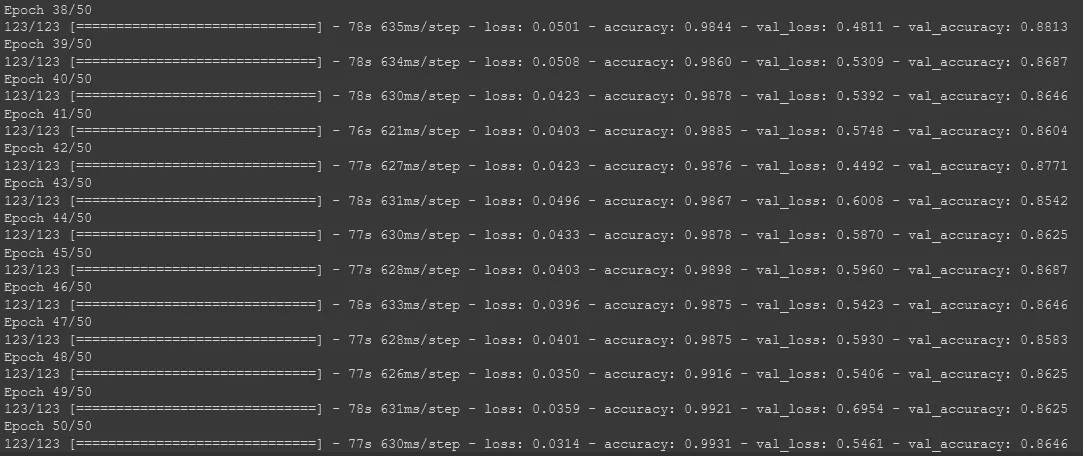 Epoch 38/50
123/123 [==============================] - 78s 635ms/step - loss: 0.0501 - accuracy: 0.9844 - val_loss: 0.4811 - val_accuracy: 0.8813
Epoch 39/50
123/123 [==============================] - 78s 634ms/step - loss: 0.0508 - accuracy: 0.9860 - val_loss: 0.5309 - val_accuracy: 0.8687
Epoch 40/50
123/123 [==============================] - 78s 630ms/step - loss: 0.0423 - accuracy: 0.9878 - val_loss: 0.5392 - val_accuracy: 0.8646
Epoch 41/50
123/123 [==============================] - 76s 621ms/step - loss: 0.0403 - accuracy: 0.9885 - val_loss: 0.5748 - val_accuracy: 0.8604
Epoch 42/50
123/123 [==============================] - 77s 627ms/step - loss: 0.0423 - accuracy: 0.9876 - val_loss: 0.4492 - val_accuracy: 0.8771
Epoch 43/50
123/123 [==============================] - 78s 631ms/step - loss: 0.0496 - accuracy: 0.9867 - val_loss: 0.6008 - val_accuracy: 0.8542
Epoch 44/50
123/123 [==============================] - 77s 630ms/step - loss: 0.0433 - accuracy: 0.9878 - val_loss: 0.5870 - val_accuracy: 0.8625
Epoch 45/50
123/123 [==============================] - 77s 628ms/step - loss: 0.0403 - accuracy: 0.9898 - val_loss: 0.5960 - val_accuracy: 0.8687
Epoch 46/50
123/123 [==============================] - 78s 633ms/step - loss: 0.0396 - accuracy: 0.9875 - val_loss: 0.5423 - val_accuracy: 0.8646
Epoch 47/50
123/123 [==============================] - 77s 628ms/step - loss: 0.0401 - accuracy: 0.9875 - val_loss: 0.5930 - val_accuracy: 0.8583
Epoch 48/50
123/123 [==============================] - 77s 626ms/step - loss: 0.0350 - accuracy: 0.9916 - val_loss: 0.5406 - val_accuracy: 0.8625
Epoch 49/50
123/123 [==============================] - 78s 631ms/step - loss: 0.0359 - accuracy: 0.9921 - val_loss: 0.6954 - val_accuracy: 0.8625
Epoch 50/50
123/123 [==============================] - 77s 630ms/step - loss: 0.0314 - accuracy: 0.9931 - val_loss: 0.5461 - val_accuracy: 0.8646